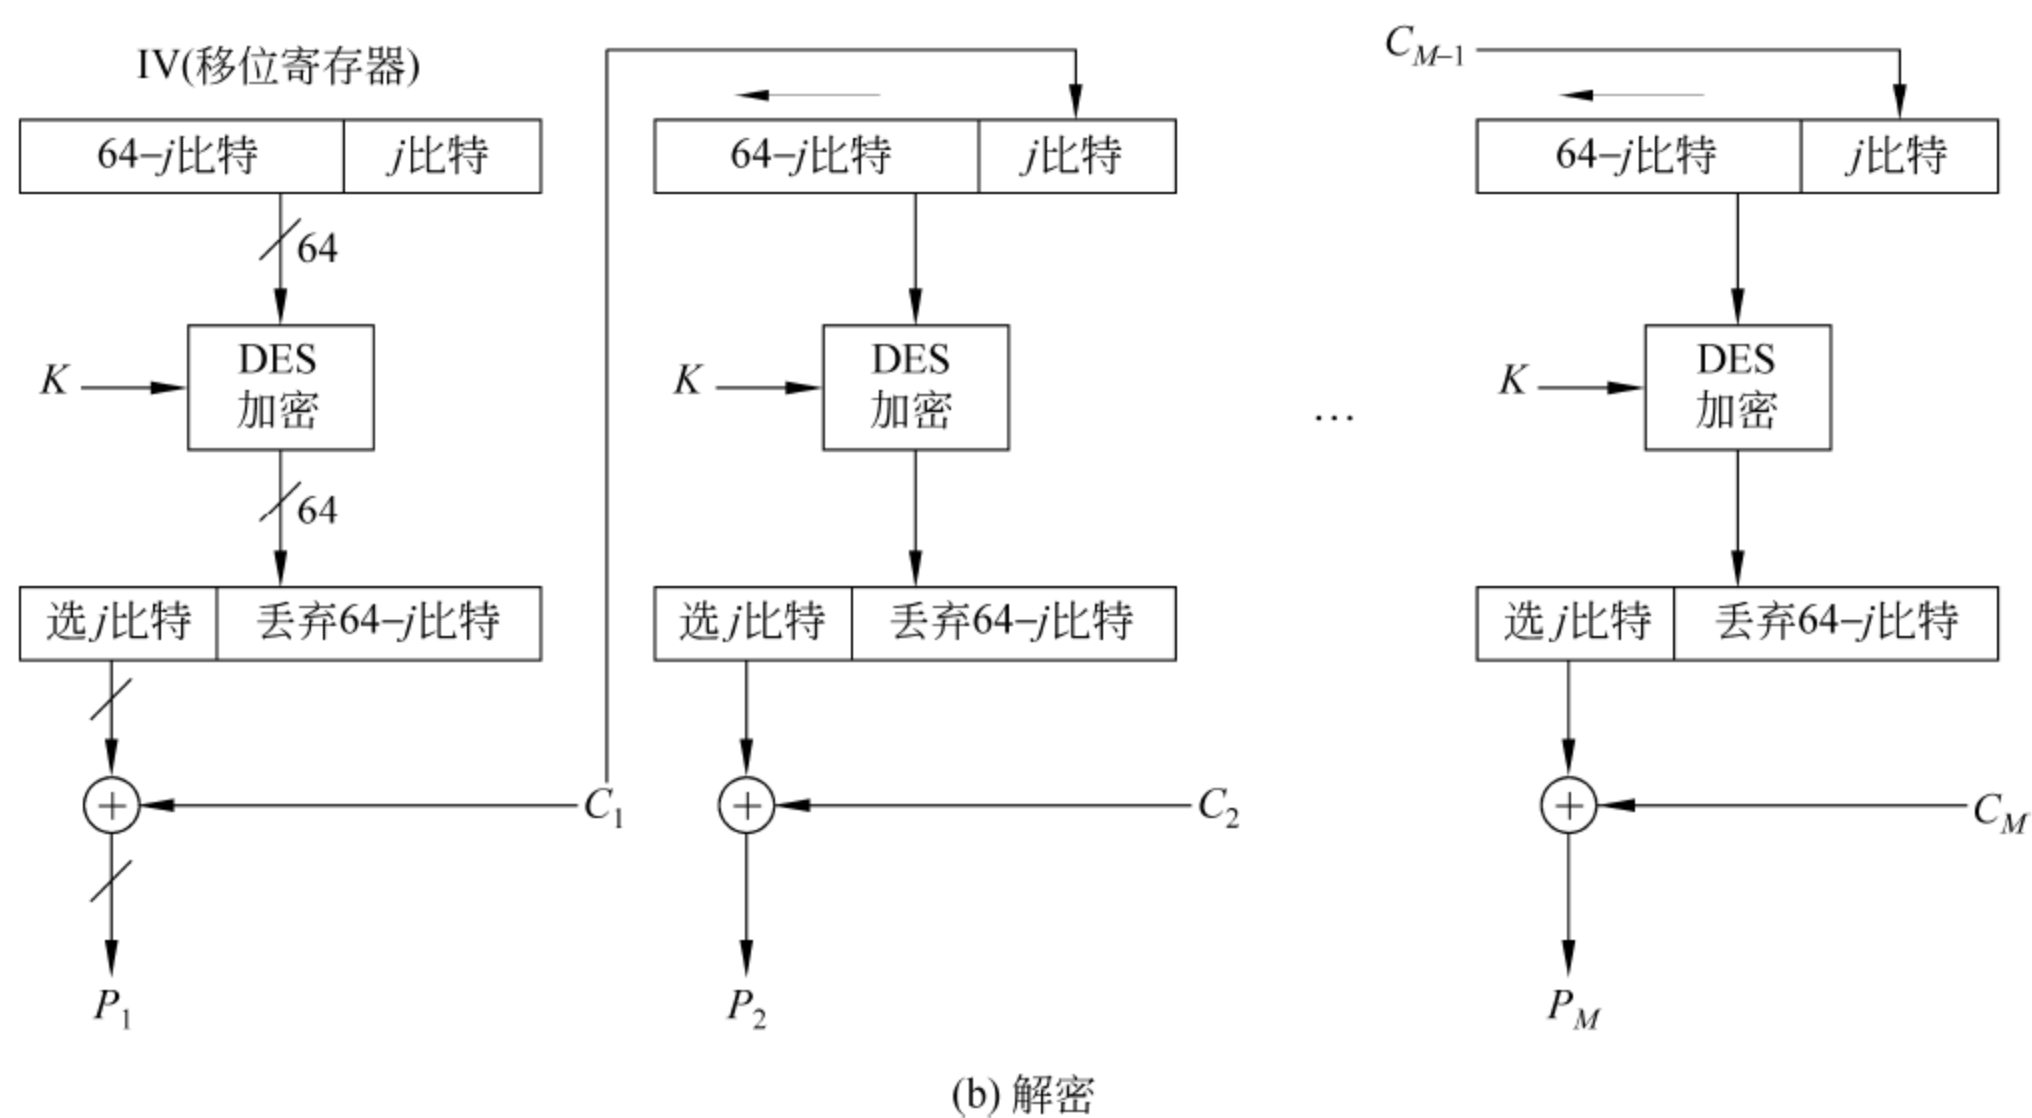 IV(移位寄存器)
C_{M-1}
64–j比特 j比特
64–j比特 j比特
64–j比特 j比特
64
K DES 加密
K DES 加密
…
K DES 加密
64
选j比特 丢弃64–j比特
选j比特 丢弃64–j比特
选j比特 丢弃64–j比特
+ C_1
+ C_2
+ C_M
P_1
P_2
P_M
(b) 解密